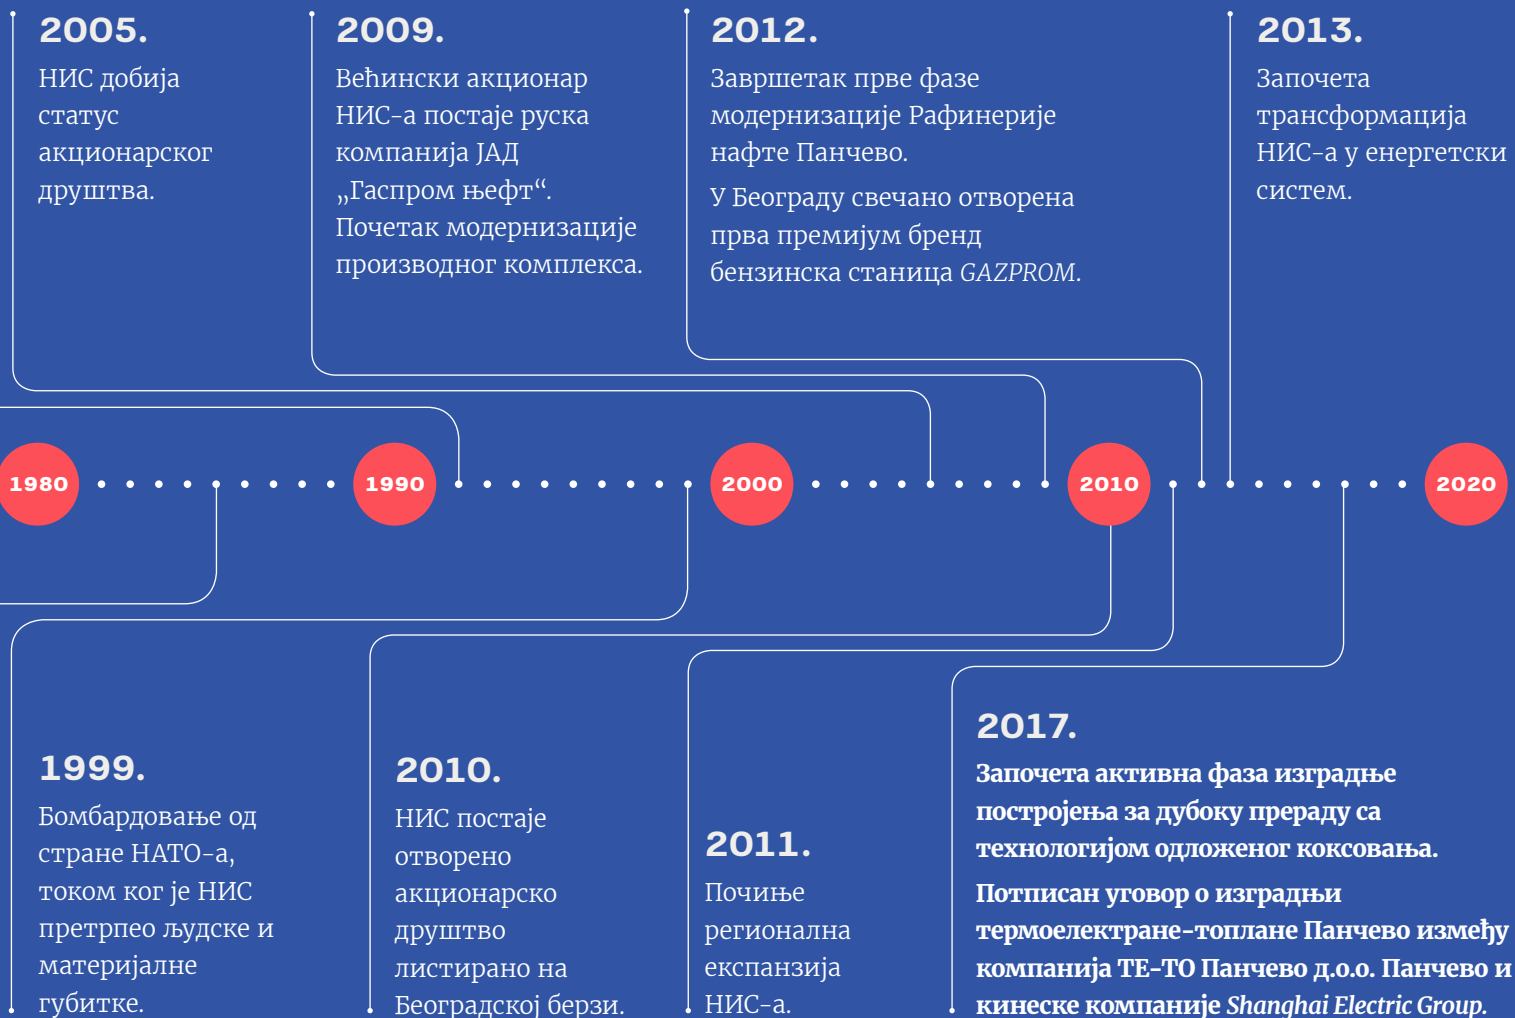 2005.
НИС добија
статус
акционарског
друштва.
2009.
Већински акционар
НИС-а постаје руска
компанија ЈАД
„Гаспром њефт“.
Почетак модернизације
производног комплекса.
2012.
Завршетак прве фазе
модернизације Рафинерије
нафте Панчево.
У Београду свечано отворена
прва премијум бренд
бензинска станица GAZPROM.
2013.
Започета
трансформација
НИС-а у енергетски
систем.
1980
1990
2000
2010
2020
1999.
Бомбардовање од
стране НАТО-а,
током ког је НИС
претрпео људске и
материјалне
губитке.
2010.
НИС постаје
отворено
акционарско
друштво
листирано на
Београдској берзи.
2011.
Почиње
регионална
експанзија
НИС-а.
2017.
Започета активна фаза изградње
постројења за дубоку прераду са
технологијом одложеног коксовања.
Потписан уговор о изградњи
термоелектране-топлане Панчево између
компанија ТЕ-ТО Панчево д.о.о. Панчево и
кинеске компаније Shanghai Electric Group.